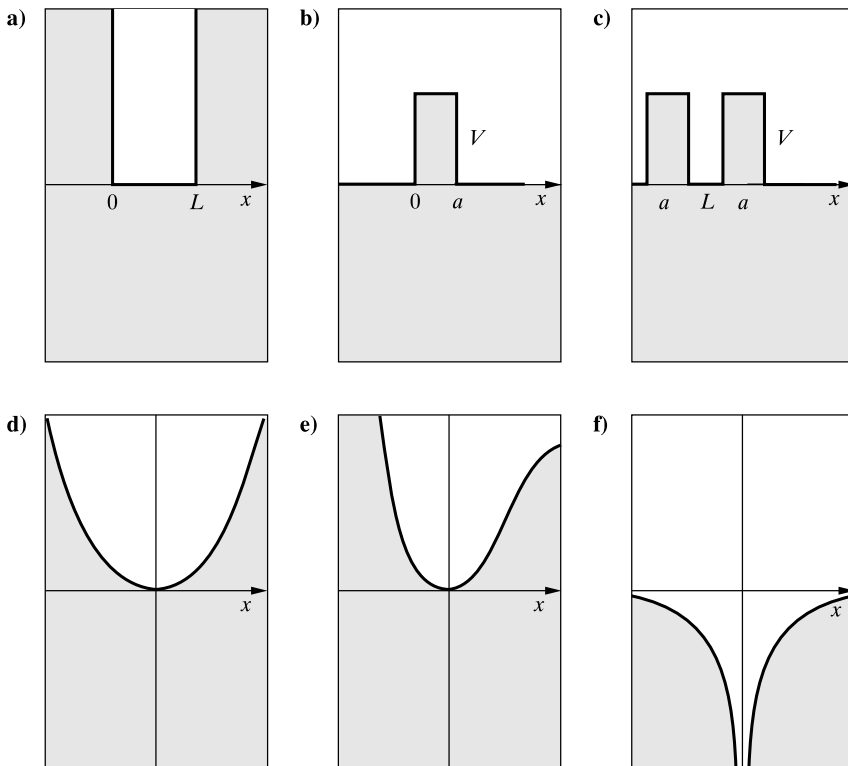 a) b) c)
V V
0 L x 0 a x a L a x
d) e) f)
x x x